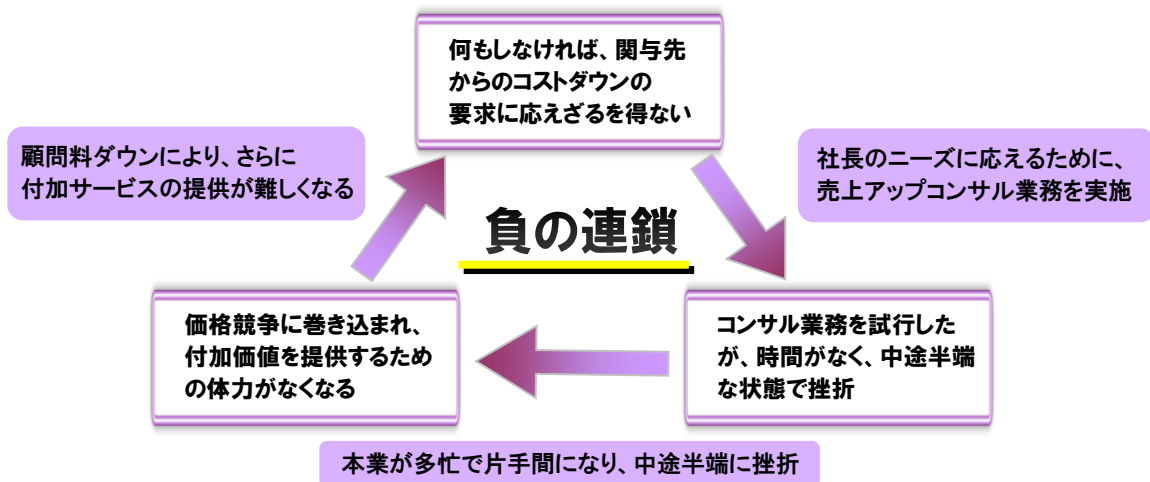 何もしなければ、関与先
からのコストダウンの
要求に応えざるを得ない
顧問料ダウンにより、さらに
付加サービスの提供が難しくなる
社長のニーズに応えるために、
売上アップコンサル業務を実施
負の連鎖
価格競争に巻き込まれ、
付加価値を提供するため
の体力がなくなる
コンサル業務を試行した
が、時間がなく、中途半端
な状態で挫折
本業が多忙で片手間になり、中途半端に挫折